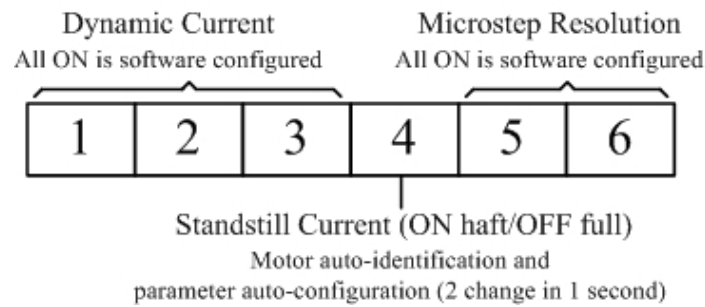 Dynamic Current
All ON is software configured
Microstep Resolution
All ON is software configured
1 2 3 4 5 6
Standstill Current (ON haft/OFF full)
Motor auto-identification and
parameter auto-configuration (2 change in 1 second)